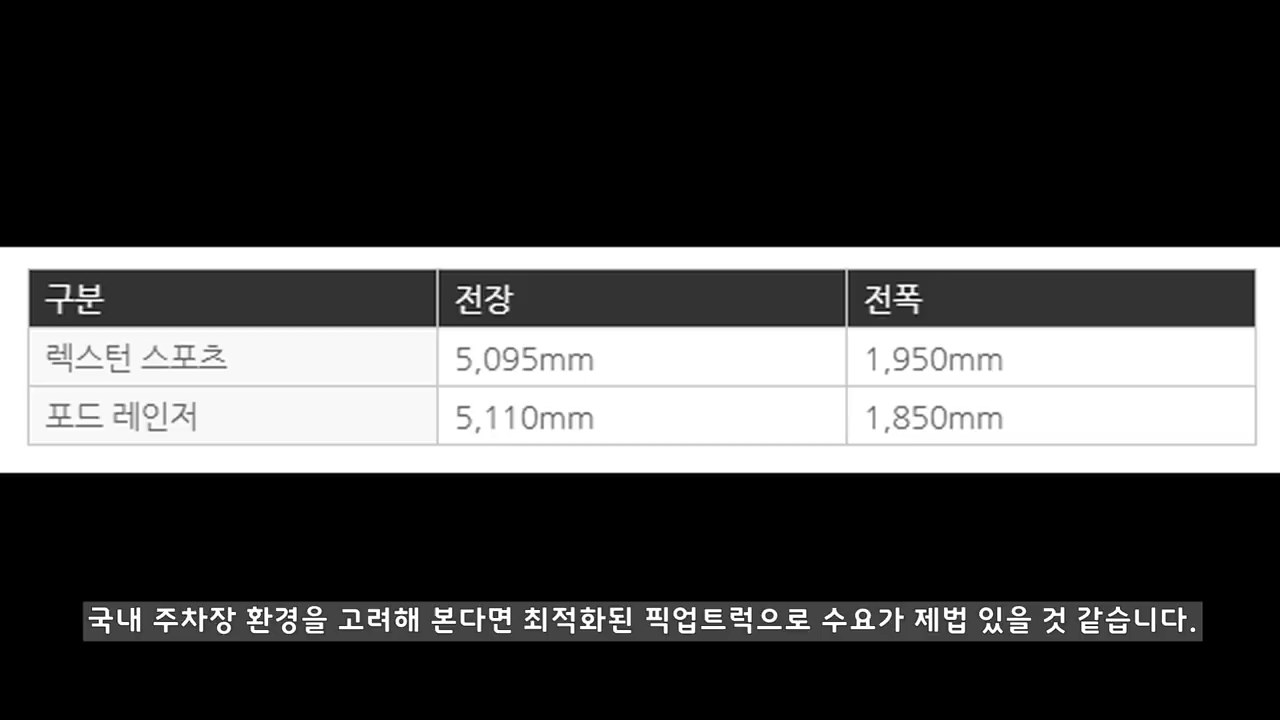 구분 전장 전폭
렉스턴 스포츠 5,095mm 1,950mm
포드 레인저 5,110mm 1,850mm
국내 주차장 환경을 고려해 본다면 최적화된 픽업트럭으로 수요가 제법 있을 것 같습니다.